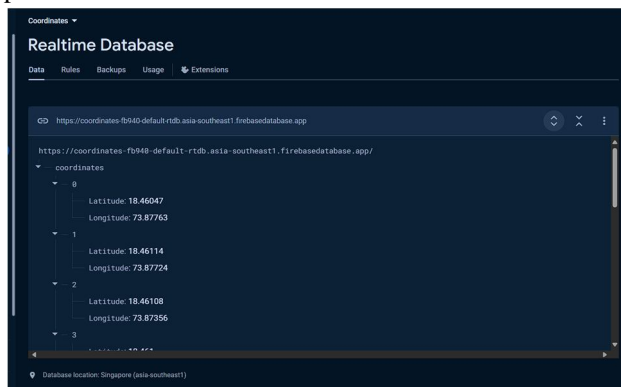 Coordinates
Realtime Database
Data Rules Backups Usage Extensions
https://coordinates-fb940-default-rtdb.asia-southeast1.firebasedatabase.app
https://coordinates-fb940-default-rtdb.asia-southeast1.firebasedatabase.app/
coordinates
0
Latitude: 18.46047
Longitude: 73.87763
1
Latitude: 18.46114
Longitude: 73.87724
2
Latitude: 18.46108
Longitude: 73.87356
3
Database location: Singapore (asia-southeast1)